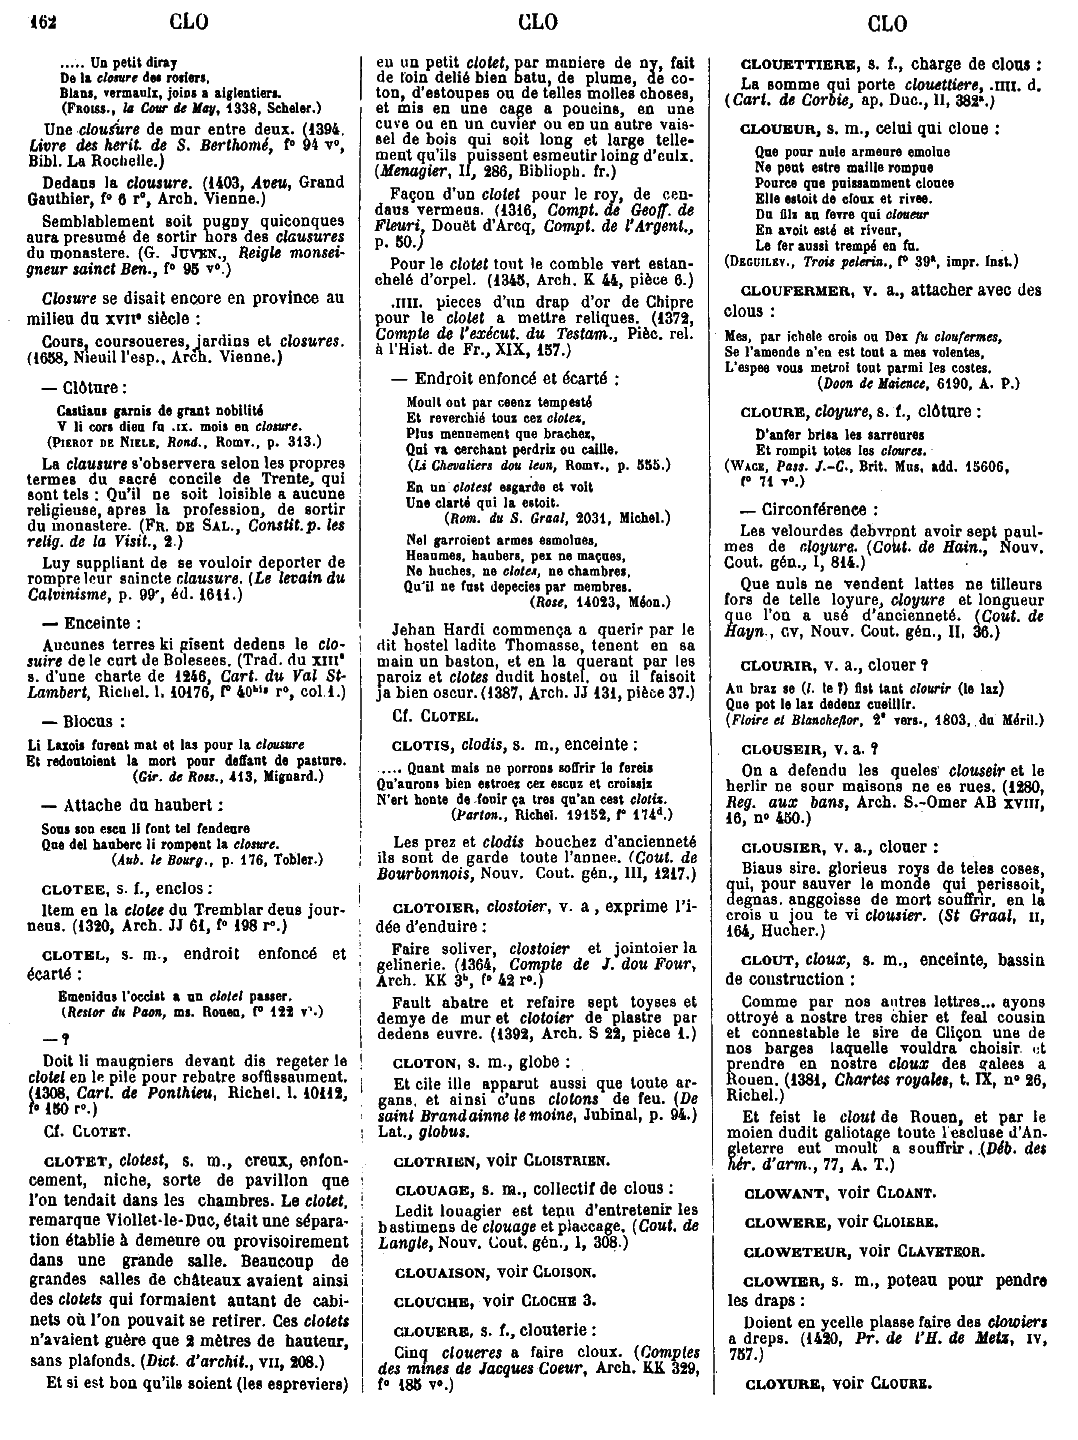 162 CLO CLO CLO
..... Un petit diray
De la closure des rosiers,
Blans, vermaulx, joins a aiglentiers.
(FROISS., la Cour de May, 1338, Scheler.)
Une clousure de mur entre deux. (1394,
Livre des herit. de S. Berthomé, f° 94 v°,
Bibl. La Rochelle.)
Dedans la clousure. (1403, Aveu, Grand
Gauthier, f° 6 r°, Arch. Vienne.)
Semblablement soit pugny quiconques
aura presumé de sortir hors des clausures
du monastere. (G. JUVEN., Reigle monsei-
gneur sainct Ben., f° 95 v°.)
Closure se disait encore en province au
milieu du XVIIe siècle :
Cours, coursoueres, jardins et closures.
(1658, Nieuil l'esp., Arch. Vienne.)
— Clôture :
Castiaus garnis de grant nobilité
V li cors dieu fu .IX. mois en closure.
(PIEROT DE NIELE, Rond., Romv., p. 313.)
La clausure s'observera selon les propres
termes du sacré concile de Trente, qui
sont tels : Qu'il ne soit loisible a aucune
religieuse, apres la profession, de sortir
du monastere. (FR. DE SAL., Constit. p. les
relig. de la Visit., 2.)
Luy suppliant de se vouloir deporter de
rompre leur saincte clausure. (Le levain du
Calvinisme, p. 99r, éd. 1611.)
— Enceinte :
Aucunes terres ki gisent dedens le clo-
suire de le curt de Bolesees. (Trad. du XIIIe
s. d'une charte de 1246, Cart. du Val St-
Lambert, Richel. l. 10176, f° 40bis r°, col.1.)
— Blocus :
Li Laxois furent mat et las pour la clousure
Et redoutoient la mort pour deffaut de pasture.
(Gir. de Ross., 413, Mignard.)
— Attache du haubert :
Sous son escu li font tel fendeure
Que del hauberc li rompent la closure.
(Aub. le Bourg., p. 176, Tobler.)
CLOTEE, s. f., enclos :
Item en la clotee du Tremblar deus jour-
neus. (1320, Arch. JJ 61, f° 198 r°.)
CLOTEL, s. m., endroit enfoncé et
écarté :
Emenidus l'occist a un clotel passer.
(Restor du Paon, ms. Rouen, f° 122 v°.)
— ?
Doit li maugniers devant dis regeter le
clotel en le pile pour rebatre soffissaument.
(1308, Cart. de Ponthieu, Richel. l. 10112,
f° 150 r°.)
Cf. CLOTET.
CLOTET, clotest, s. m., creux, enfon-
cement, niche, sorte de pavillon que
l'on tendait dans les chambres. Le clotet,
remarque Viollet-le-Duc, était une sépara-
tion établie à demeure ou provisoirement
dans une grande salle. Beaucoup de
grandes salles de châteaux avaient ainsi
des clotets qui formaient autant de cabi-
nets où l'on pouvait se retirer. Ces clotets
n'avaient guère que 2 mètres de hauteur,
sans plafonds. (Dict. d'archit., VII, 208.)
Et si est bon qu'ils soient (les espreviers)
en un petit clotet, par maniere de ny, fait
de foin delié bien batu, de plume, de co-
ton, d'estoupes ou de telles molles choses,
et mis en une cage a poucins, en une
cuve ou en un cuvier ou en un autre vais-
sel de bois qui soit long et large telle-
ment qu'ils puissent esmeutir loing d'eulx.
(Menagier, II, 286, Biblioph. fr.)
Façon d'un clotet pour le roy, de cen-
daus vermeus. (1316, Compt. de Geoff. de
Fleuri, Douët d'Arcq, Compt. de l'Argent.,
p. 50.)
Pour le clotet tout le comble vert estan-
chelé d'orpel. (1345, Arch. K 44, pièce 6.)
.IIII. pieces d'un drap d'or de Chipre
pour le clotet a mettre reliques. (1372,
Compte de l'exécut. du Testam., Pièc. rel.
à l'Hist. de Fr., XIX, 157.)
— Endroit enfoncé et écarté :
Moult ont par ceenz tempesté
Et reverchié touz cez clotez,
Plus menuement que brachez,
Qui va cerchant perdriz ou caille.
(Li Chevaliers dou leun, Romv., p. 555.)
En un clotest esgarde et voit
Une clarté qui la estoit.
(Rom. du S. Graal, 2031, Michel.)
Nel garroient armes esmolues,
Heaumes, haubers, pex ne maçues,
Ne huches, ne clotes, ne chambres,
Qu'il ne fust depecies par membres.
(Rose, 14023, Méon.)
Jehan Hardi commença a querir par le
dit hostel ladite Thomasse, tenent en sa
main un baston, et en la querant par les
paroiz et clotes dudit hostel, ou il faisoit
ja bien oscur. (1387, Arch. JJ 131, pièce 37.)
Cf. CLOTEL.
CLOTIS, clodis, s. m., enceinte :
.... Quant mais ne porrons soffrir le fereis
Qu'aurons bien estroez cez escuz et croissiz
N'ert honte de fouir ça tres qu'an cest clotiz.
(Parton., Richel. 19152, f° 174d.)
Les prez et clodis bouchez d'ancienneté
ils sont de garde toute l'annee. (Cout. de
Bourbonnois, Nouv. Cout. gén., III, 1217.)
CLOTOIER, clostoier, v. a , exprime l'i-
dée d'enduire :
Faire soliver, clostoier et jointoier la
gelinerie. (1364, Compte de J. dou Four,
Arch. KK 3b, f° 42 r°.)
Fault abatre et refaire sept toyses et
demye de mur et clotoier de plastre par
dedens euvre. (1392, Arch. S 22, pièce 1.)
CLOTON, s. m., globe :
Et cile ille apparut aussi que toute ar-
gans, et ainsi c'uns clotons de feu. (De
saint Brandainne le moine, Jubinal, p. 94.)
Lat., globus.
CLOTRIEN, voir CLOISTRIEN.
CLOUAGE, s. m., collectif de clous :
Ledit louagier est tenu d'entretenir les
bastimens de clouage et placcage. (Cout. de
Langle, Nouv. Cout. gén., I, 308.)
CLOUAISON, voir CLOISON.
CLOUCHE, voir CLOCHE 3.
CLOUERE, s. f., clouterie :
Cinq cloueres a faire cloux. (Comptes
des mines de Jacques Coeur, Arch. KK 329,
f° 185 v°.)
CLOUETTIERE, s. f., charge de clous :
La somme qui porte clouettiere, .IIII. d.
(Cart. de Corbie, ap. Duc., II, 382a.)
CLOUEUR, s. m., celui qui cloue :
Que pour nule armeure emolue
Ne peut estre maille rompue
Pource que puissamment clouee
Elle estoit de cloux et rivee.
Du filz au fevre qui cloueur
En avoit esté et riveur,
Le fer aussi trempé en fu.
(DEGUILEV., Trois pelerin., f° 39a, impr. Inst.)
CLOUFERMER, v. a., attacher avec des
clous :
Mes, par ichele crois ou Dex fu cloufermes,
Se l'amende n'en est tout a mes volentes,
L'espee vous metroi tout parmi les costes.
(Doon de Maience, 6190, A. P.)
CLOURE, cloyure, s. f., clôture :
D'anfer brisa les sarreures
Et rompit totes les cloures.
(WACE, Pass. J.-C., Brit. Mus, add. 15606,
f° 71 v°.)
— Circonférence :
Les velourdes debvront avoir sept paul-
mes de cloyure. (Cout. de Hain., Nouv.
Cout. gén., I, 814.)
Que nuls ne vendent lattes ne tilleurs
fors de telle loyure, cloyure et longueur
que l'on a usé d'ancienneté. (Cout. de
Hayn., CV, Nouv. Cout. gén., II, 36.)
CLOURIR, v. a., clouer ?
Au braz se (l. te ?) fist tant clourir (le laz)
Que pot le laz dedenz cueillir.
(Floire et Blancheflor, 2e vers., 1803, du Méril.)
CLOUSEIR, v. a. ?
On a defendu les queles clouseir et le
herlir ne sour maisons ne es rues. (1280,
Reg. aux bans, Arch. S.-Omer AB XVIII,
16, n° 450.)
CLOUSIER, v. a., clouer :
Biaus sire. glorieus roys de teles coses,
qui, pour sauver le monde qui perissoit,
degnas. anggoisse de mort souffrir, en la
crois u jou te vi clousier. (St Graal, II,
164, Hucher.)
CLOUT, cloux, s. m., enceinte, bassin
de construction :
Comme par nos autres lettres... ayons
ottroyé a nostre tres chier et feal cousin
et connestable le sire de Cliçon une de
nos barges laquelle vouldra choisir et
prendre en nostre cloux des galees a
Rouen. (1381, Chartes royales, t. IX, n° 26,
Richel.)
Et feist le clout de Rouen, et par le
moien dudit galiotage toute l'escluse d'An-
gleterre eut moult a souffrir. (Déb. des
hér. d'arm., 77, A. T.)
CLOWANT, voir CLOANT.
CLOWERE, voir CLOIERE.
CLOWETEUR, voir CLAVETEOR.
CLOWIER, s. m., poteau pour pendre
les draps :
Doient en ycelle plasse faire des clowiers
a dreps. (1420, Pr. de l'H. de Metz, IV,
757.)
CLOYURE, voir CLOURE.